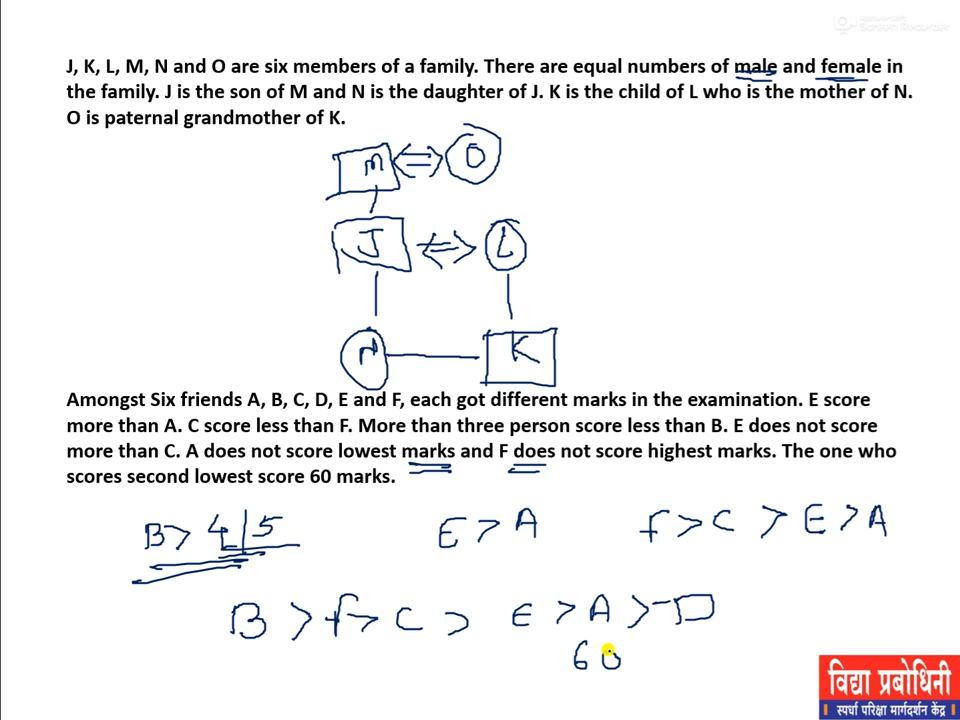 J, K, L, M, N and O are six members of a family. There are equal numbers of male and female in
the family. J is the son of M and N is the daughter of J. K is the child of L who is the mother of N.
O is paternal grandmother of K.
M ⇔ O
J ⇔ L
N K
Amongst Six friends A, B, C, D, E and F, each got different marks in the examination. E score
more than A. C score less than F. More than three person score less than B. E does not score
more than C. A does not score lowest marks and F does not score highest marks. The one who
scores second lowest score 60 marks.
B > 4|5 E > A F > C > E > A
B > F > C > E > A > D
60
विद्या प्रबोधिनी
स्पर्धा परिक्षा मार्गदर्शन केंद्र